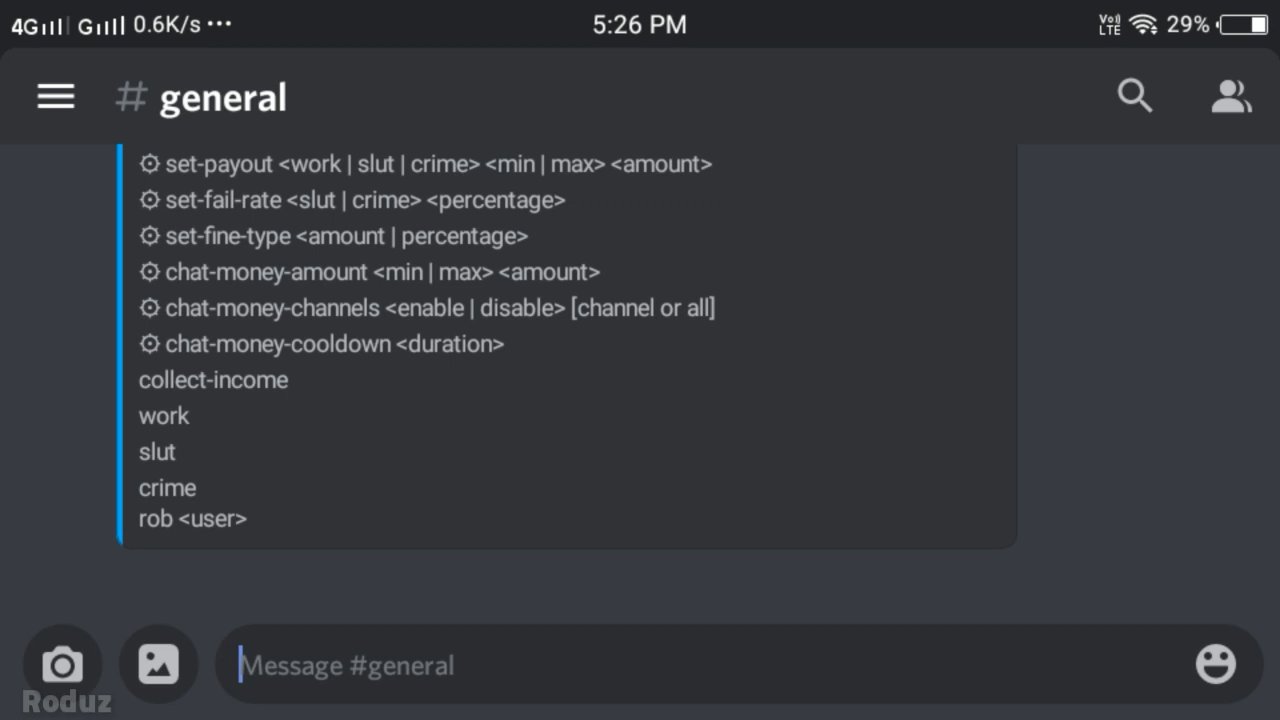 4G G 0.6K/s ••• 5:26 PM Vo)) LTE 29%
# general
set-payout <work | slut | crime> <min | max> <amount>
set-fail-rate <slut | crime> <percentage>
set-fine-type <amount | percentage>
chat-money-amount <min | max> <amount>
chat-money-channels <enable | disable> [channel or all]
chat-money-cooldown <duration>
collect-income
work
slut
crime
rob <user>
Message #general
Roduz